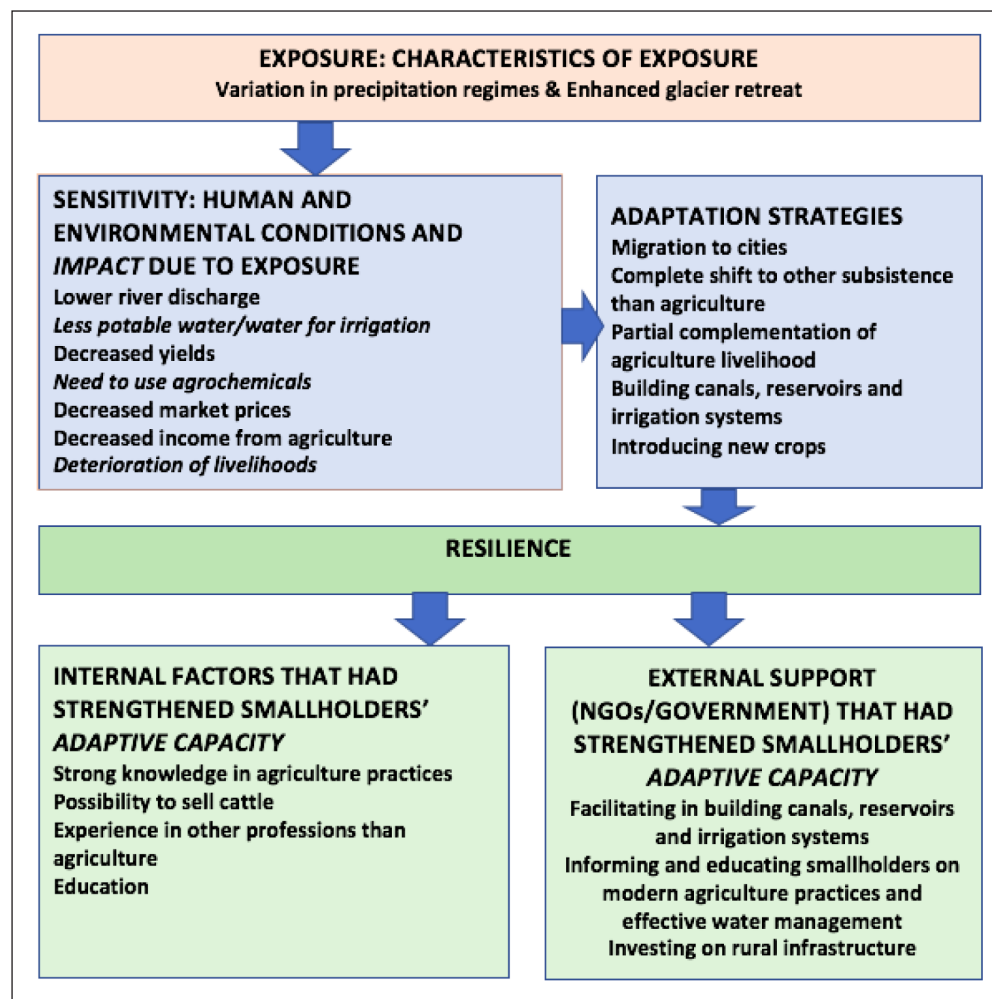 EXPOSURE: CHARACTERISTICS OF EXPOSURE
Variation in precipitation regimes & Enhanced glacier retreat
SENSITIVITY: HUMAN AND
ENVIRONMENTAL CONDITIONS AND
IMPACT DUE TO EXPOSURE
Lower river discharge
Less potable water/water for irrigation
Decreased yields
Need to use agrochemicals
Decreased market prices
Decreased income from agriculture
Deterioration of livelihoods
ADAPTATION STRATEGIES
Migration to cities
Complete shift to other subsistence
than agriculture
Partial complementation of
agriculture livelihood
Building canals, reservoirs and
irrigation systems
Introducing new crops
RESILIENCE
INTERNAL FACTORS THAT HAD
STRENGTHENED SMALLHOLDERS'
ADAPTIVE CAPACITY
Strong knowledge in agriculture practices
Possibility to sell cattle
Experience in other professions than
agriculture
Education
EXTERNAL SUPPORT
(NGOs/GOVERNMENT) THAT HAD
STRENGTHENED SMALLHOLDERS'
ADAPTIVE CAPACITY
Facilitating in building canals, reservoirs
and irrigation systems
Informing and educating smallholders on
modern agriculture practices and
effective water management
Investing on rural infrastructure